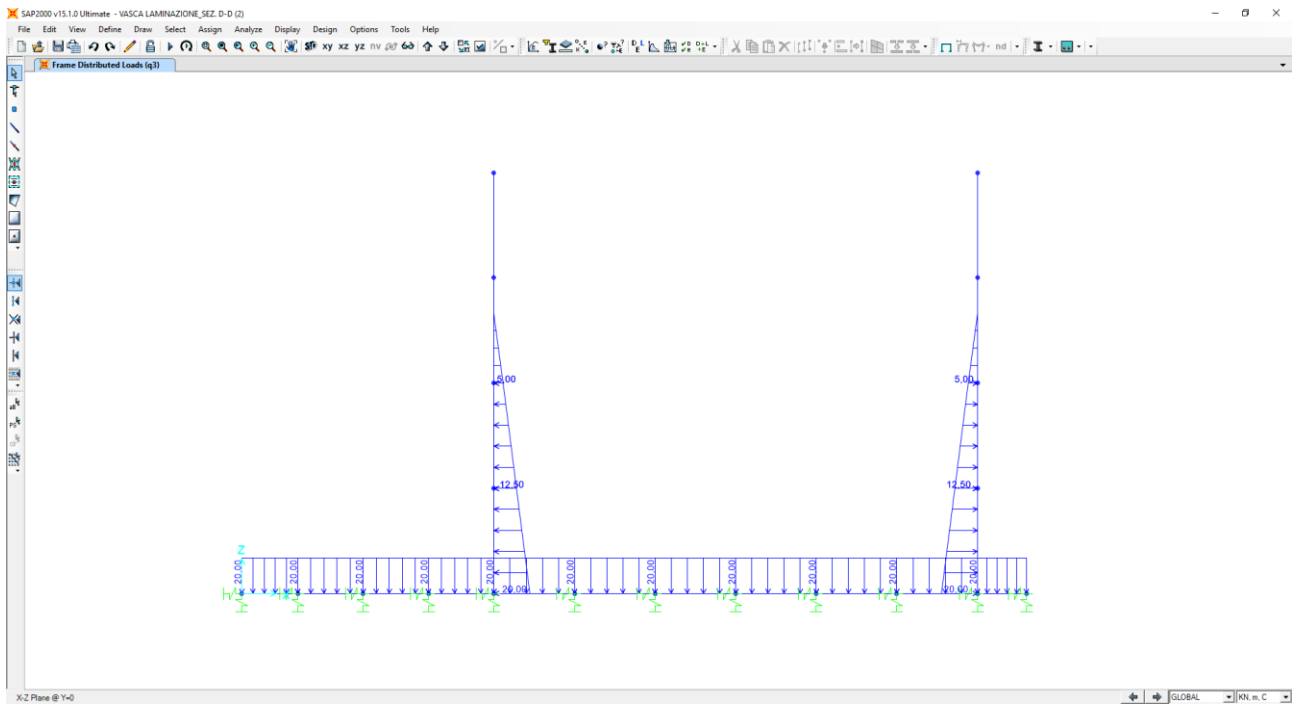 SAP2000 v15.1.0 Ultimate - VASCA LAMINAZIONE_SEZ. D-D (2)
File Edit View Define Draw Select Assign Analyze Display Design Options Tools Help
xy xz yz nv
nd
Frame Distributed Loads (q3)
5,00 5,00
12,50 12,50
Z
20,00 20,00 20,00 20,00 20,00 20,00 20,00 20,00 20,00 20,00 20,00
20,00 20,00
X-Z Plane @ Y=0
GLOBAL
KN, m, C